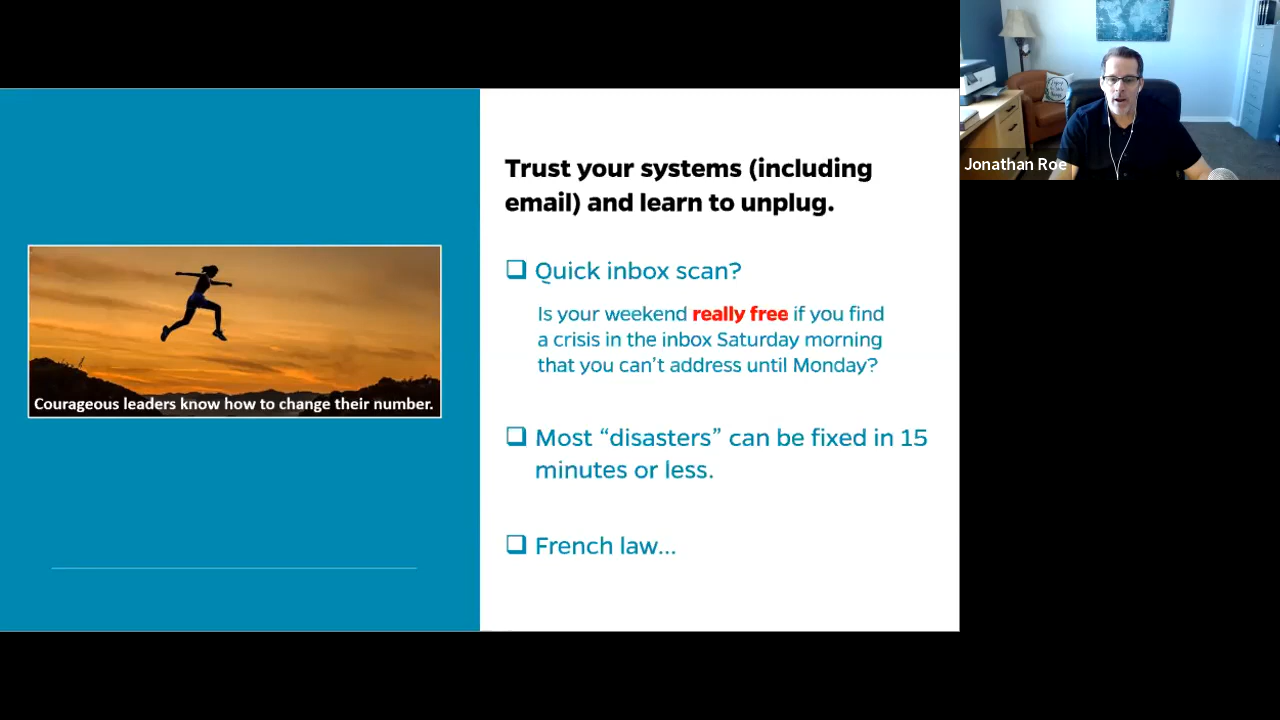 Trust your systems (including
email) and learn to unplug.
❑ Quick inbox scan?
Is your weekend really free if you find
a crisis in the inbox Saturday morning
that you can't address until Monday?
❑ Most “disasters” can be fixed in 15
minutes or less.
❑ French law...
Courageous leaders know how to change their number.
Jonathan Roe